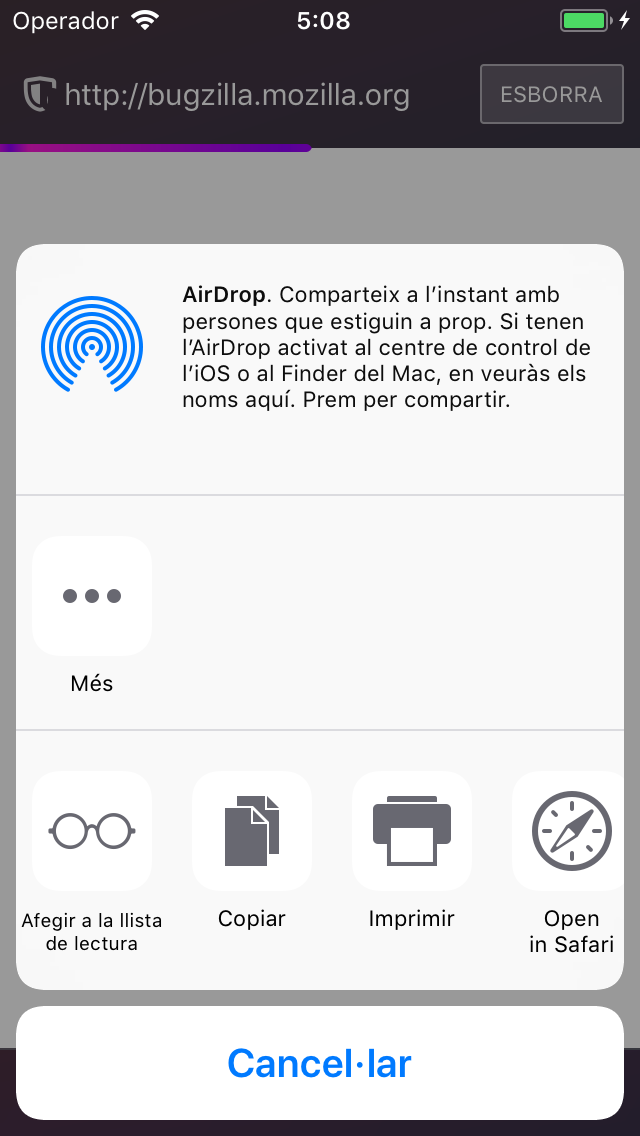 Operador 5:08
http://bugzilla.mozilla.org ESBORRA
AirDrop. Comparteix a l’instant amb
persones que estiguin a prop. Si tenen
l’AirDrop activat al centre de control de
l’iOS o al Finder del Mac, en veuràs els
noms aquí. Prem per compartir.
Més
Afegir a la llista
de lectura
Copiar
Imprimir
Open
in Safari
Cancel·lar